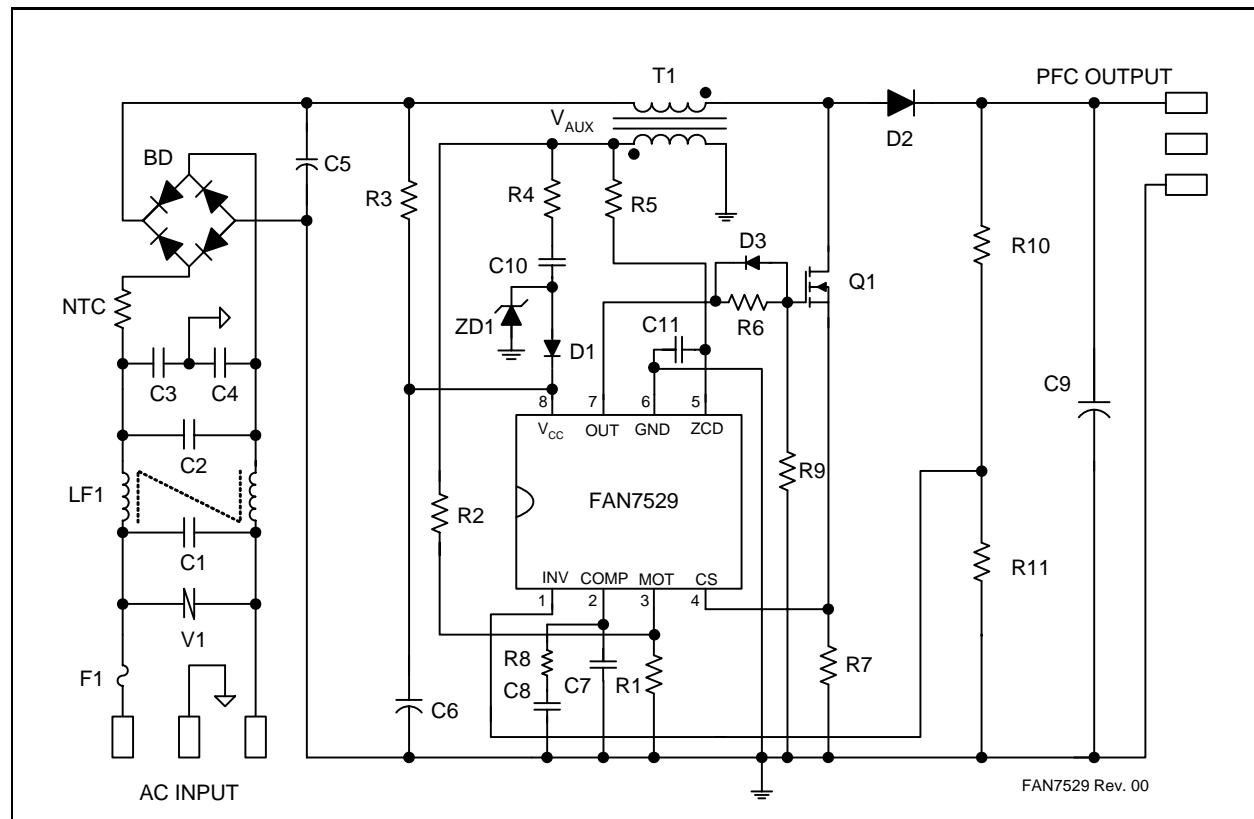 T1
PFC OUTPUT
VAUX
D2
BD
C5
R3
R4
R5
D3
R10
NTC
C10
Q1
ZD1
R6
C11
D1
C3
C4
C9
8
7
6
5
VCC
OUT
GND
ZCD
C2
R9
LF1
R2
FAN7529
C1
R11
INV
COMP
MOT
CS
1
2
3
4
V1
R8
R7
F1
C7
R1
C8
C6
AC INPUT
FAN7529 Rev. 00